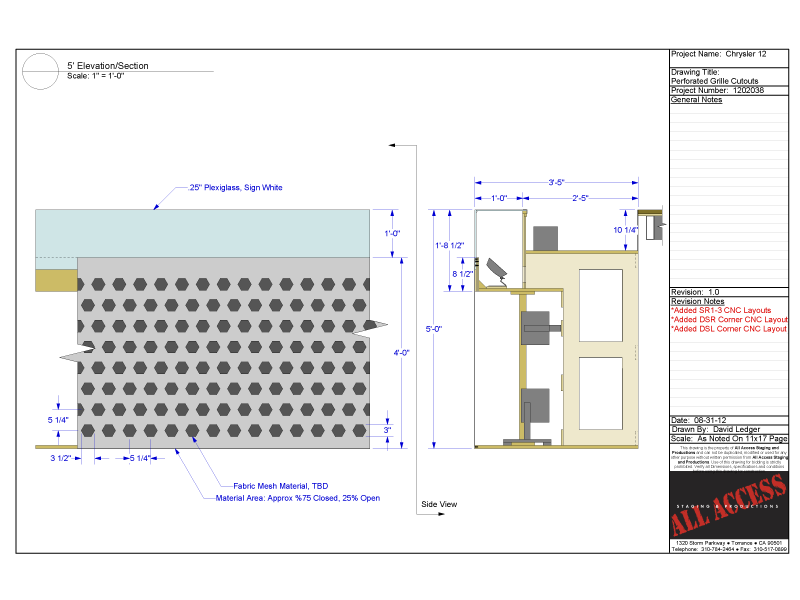 5' Elevation/Section
Scale: 1" = 1'-0"
.25" Plexiglass, Sign White
1'-0"
4'-0"
5 1/4"
3 1/2"
5 1/4"
3"
Fabric Mesh Material, TBD
Material Area: Approx %75 Closed, 25% Open
3'-5"
1'-0"
2'-5"
10 1/4"
1'-8 1/2"
8 1/2"
5'-0"
Side View
Project Name: Chrysler 12
Drawing Title:
Perforated Grille Cutouts
Project Number: 1202038
General Notes
Revision: 1.0
Revision Notes
*Added SR1-3 CNC Layouts
*Added DSR Corner CNC Layout
*Added DSL Corner CNC Layout
Date: 08-31-12
Drawn By: David Ledger
Scale: As Noted On 11x17 Page
This drawing is the property of All Access Staging and
Productions and can not be duplicated, modified or used for any
other purpose without written permission from All Access Staging
and Productions. Use of this drawing for bidding is strictly
prohibited. Verify all Dimensions, specifications and conditions
ALL ACCESS
STAGING & PRODUCTIONS
1320 Storm Parkway ● Torrance ● CA 90501
Telephone: 310-784-2464 ● Fax: 310-517-0899